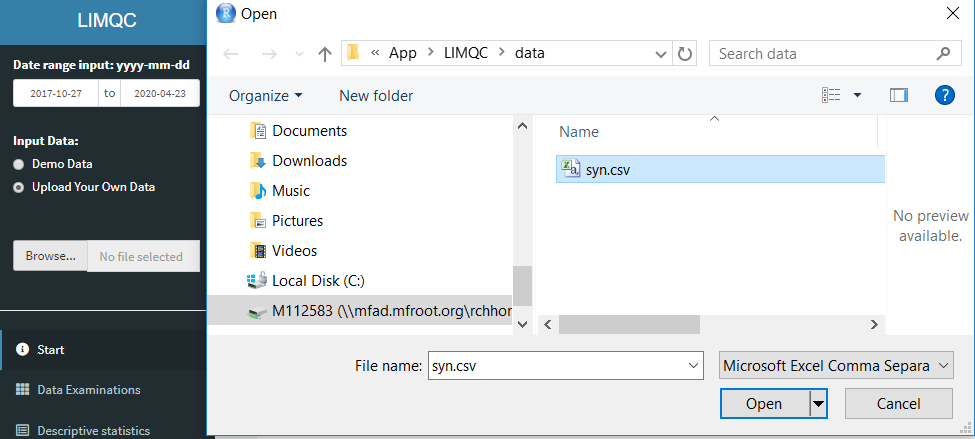 LIMQC
Date range input: yyyy-mm-dd
2017-10-27 to 2020-04-23
Input Data:
Demo Data
Upload Your Own Data
Browse... No file selected
Start
Data Examinations
Descriptive statistics
R Open
« App > LIMQC > data
Search data
Organize
New folder
?
Documents
Downloads
Music
Pictures
Videos
Local Disk (C:)
M112583 (\\mfad.mfroot.org\rchhor
Name
syn.csv
No preview
available.
File name: syn.csv
Microsoft Excel Comma Separa
Open
Cancel